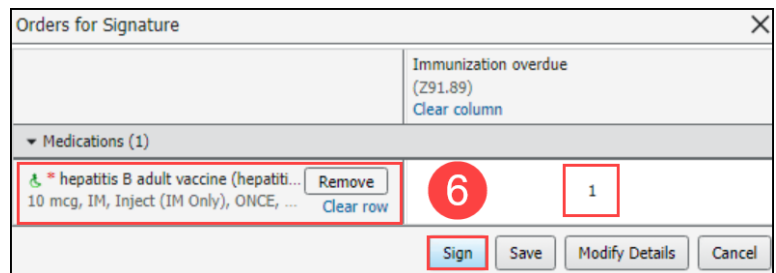 Orders for Signature
Immunization overdue
(Z91.89)
Clear column
Medications (1)
* hepatitis B adult vaccine (hepatiti... Remove
10 mcg, IM, Inject (IM Only), ONCE, ... Clear row
6
1
Sign Save Modify Details Cancel